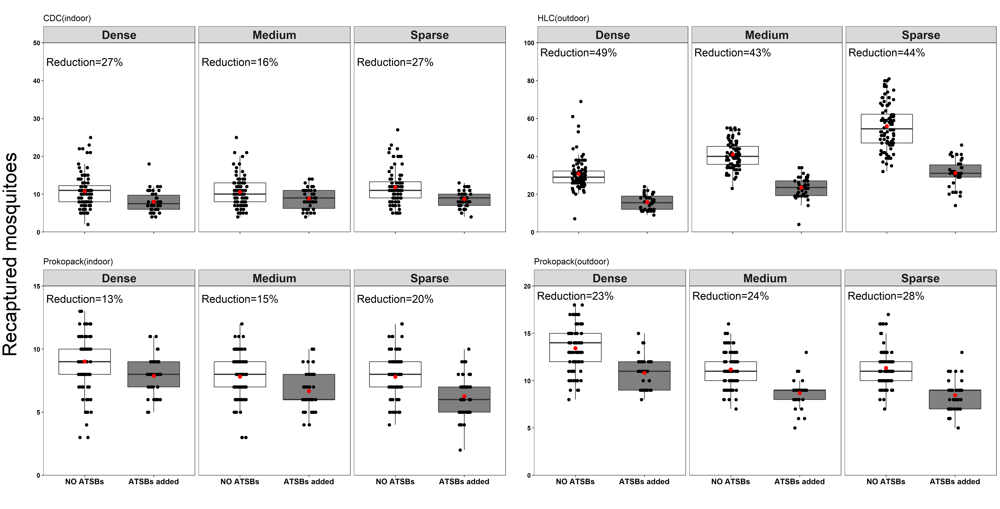 CDC(indoor)
Dense
Medium
Sparse
50
40
30
20
10
0
Reduction=27%
Reduction=16%
Reduction=27%
HLC(outdoor)
Dense
Medium
Sparse
100
80
60
40
20
0
Reduction=49%
Reduction=43%
Reduction=44%
Recaptured mosquitoes
Prokopack(indoor)
Dense
Medium
Sparse
15
10
5
0
Reduction=13%
Reduction=15%
Reduction=20%
NO ATSBs
ATSBs added
NO ATSBs
ATSBs added
NO ATSBs
ATSBs added
Prokopack(outdoor)
Dense
Medium
Sparse
20
15
10
5
0
Reduction=23%
Reduction=24%
Reduction=28%
NO ATSBs
ATSBs added
NO ATSBs
ATSBs added
NO ATSBs
ATSBs added